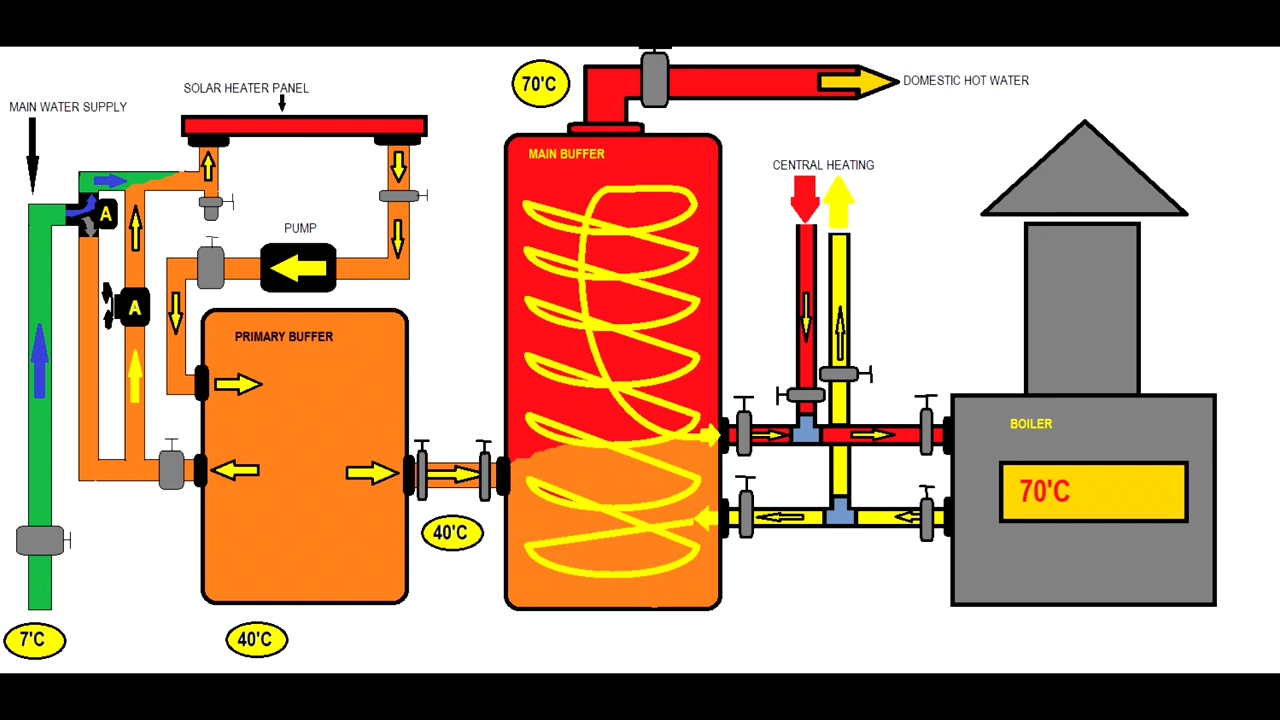 70'C
DOMESTIC HOT WATER
SOLAR HEATER PANEL
MAIN WATER SUPPLY
MAIN BUFFER
CENTRAL HEATING
A
PUMP
A
PRIMARY BUFFER
BOILER
70'C
40'C
7'C
40'C